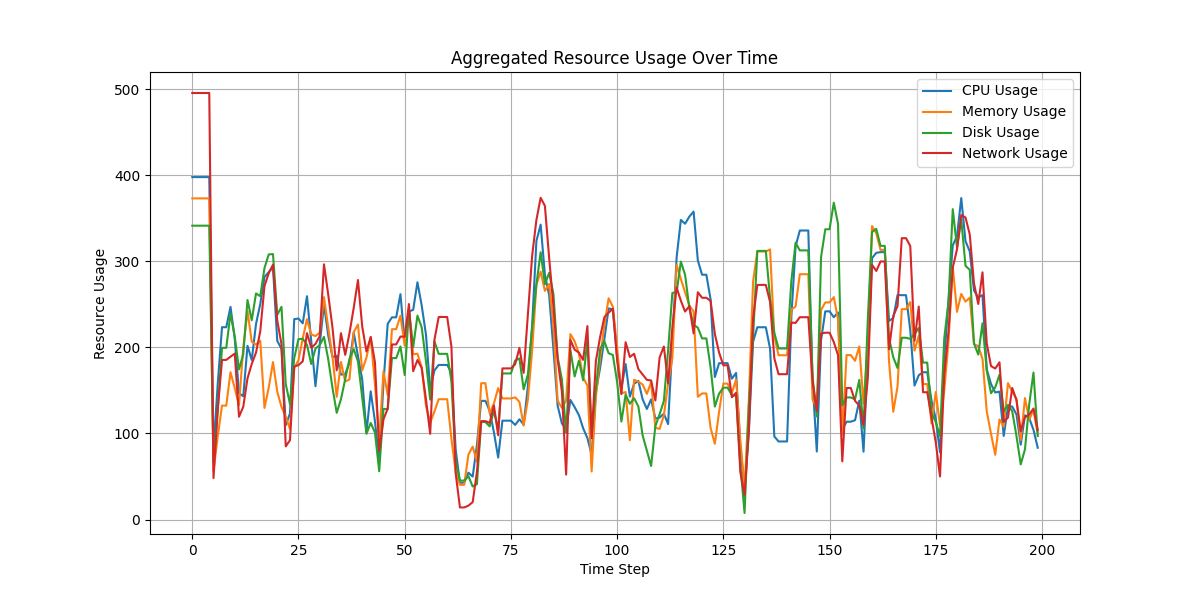 Aggregated Resource Usage Over Time
CPU Usage
Memory Usage
Disk Usage
Network Usage
Resource Usage
500
400
300
200
100
0
0 25 50 75 100 125 150 175 200
Time Step